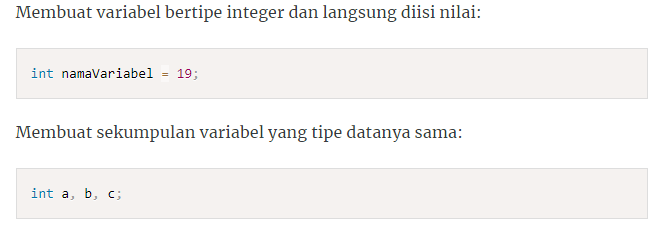 Membuat variabel bertipe integer dan langsung diisi nilai:
int namaVariabel = 19;
Membuat sekumpulan variabel yang tipe datanya sama:
int a, b, c;